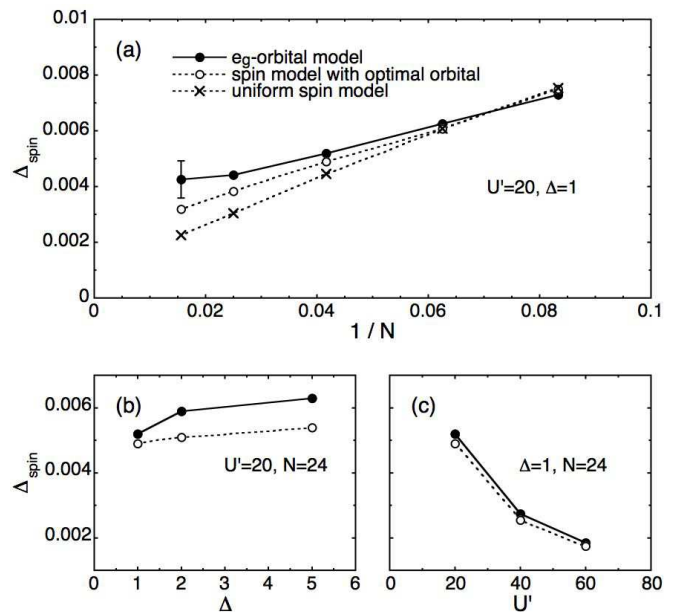 0.01
(a)
e_g-orbital model
spin model with optimal orbital
uniform spin model
0.008
0.006
0.004
0.002
0
Δ_spin
U'=20, Δ=1
0 0.02 0.04 0.06 0.08 0.1
1 / N
(b)
0.006
0.004
0.002
Δ_spin
U'=20, N=24
0 1 2 3 4 5 6
Δ
(c)
Δ=1, N=24
0 20 40 60 80
U'